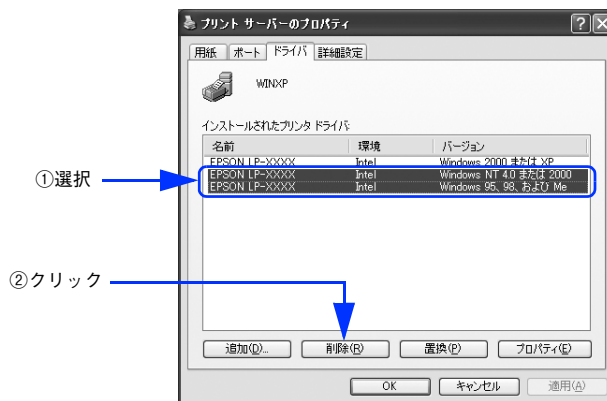 プリント サーバーのプロパティ
用紙 ポート ドライバ 詳細設定
WINXP
インストールされたプリンタ ドライバ:
名前 環境 バージョン
EPSON LP-XXXX Intel Windows 2000 または XP
EPSON LP-XXXX Intel Windows NT 4.0 または 2000
EPSON LP-XXXX Intel Windows 95、98、および Me
①選択
②クリック
追加(D)... 削除(R) 置換(P) プロパティ(E)
OK キャンセル 適用(A)